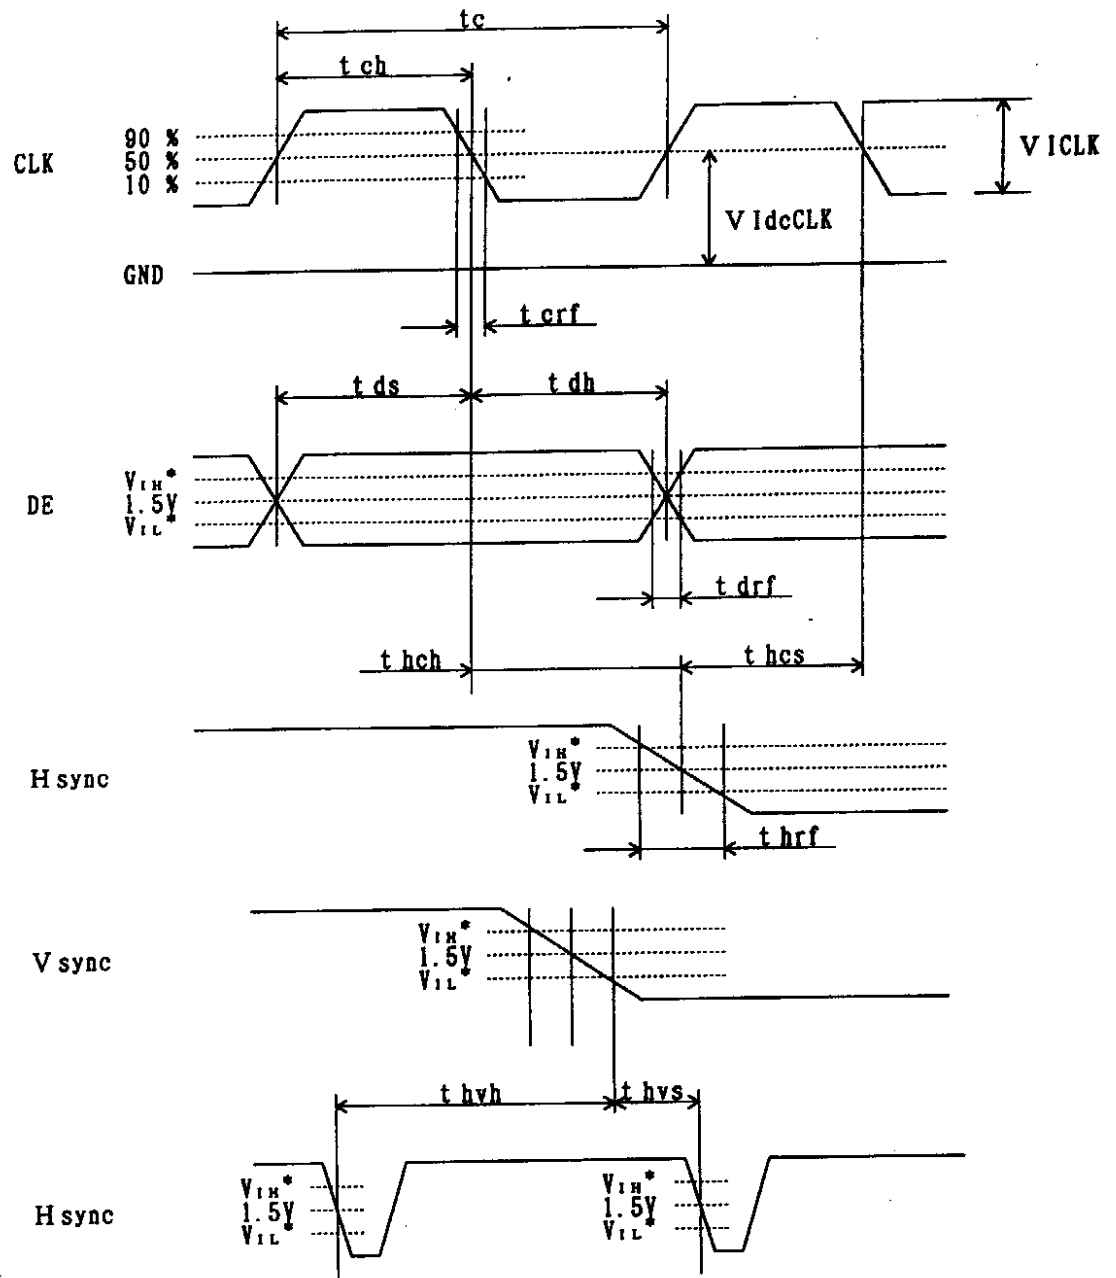 tc
t ch
90 %
CLK 50 %
10 %
V ICLK
V IdcCLK
GND
t crf
t ds t dh
VIH*
DE 1.5V
VIL*
t drf
t hch t hcs
VIH*
H sync 1.5V
VIL*
t hrf
VIH*
V sync 1.5V
VIL*
t hvh t hvs
VIH* VIH*
H sync 1.5V 1.5V
VIL* VIL*